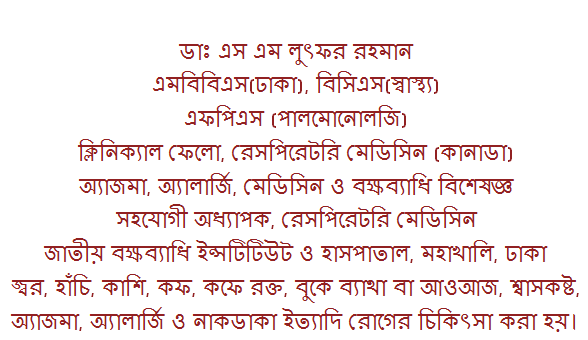 ডাঃ এস এম লুৎফর রহমান
এমবিবিএস(ঢাকা), বিসিএস(স্বাস্থ্য)
এফপিএস (পালমোনোলজি)
ক্লিনিক্যাল ফেলো, রেসপিরেটরি মেডিসিন (কানাডা)
অ্যাজমা, অ্যালার্জি, মেডিসিন ও বক্ষব্যাধি বিশেষজ্ঞ
সহযোগী অধ্যাপক, রেসপিরেটরি মেডিসিন
জাতীয় বক্ষব্যাধি ইন্সটিটিউট ও হাসপাতাল, মহাখালি, ঢাকা
স্বর, হাঁচি, কাশি, কফ, কফে রক্ত, বুকে ব্যাথা বা আওআজ, শ্বাসকষ্ট,
অ্যাজমা, অ্যালার্জি ও নাকডাকা ইত্যাদি রোগের চিকিৎসা করা হয়।